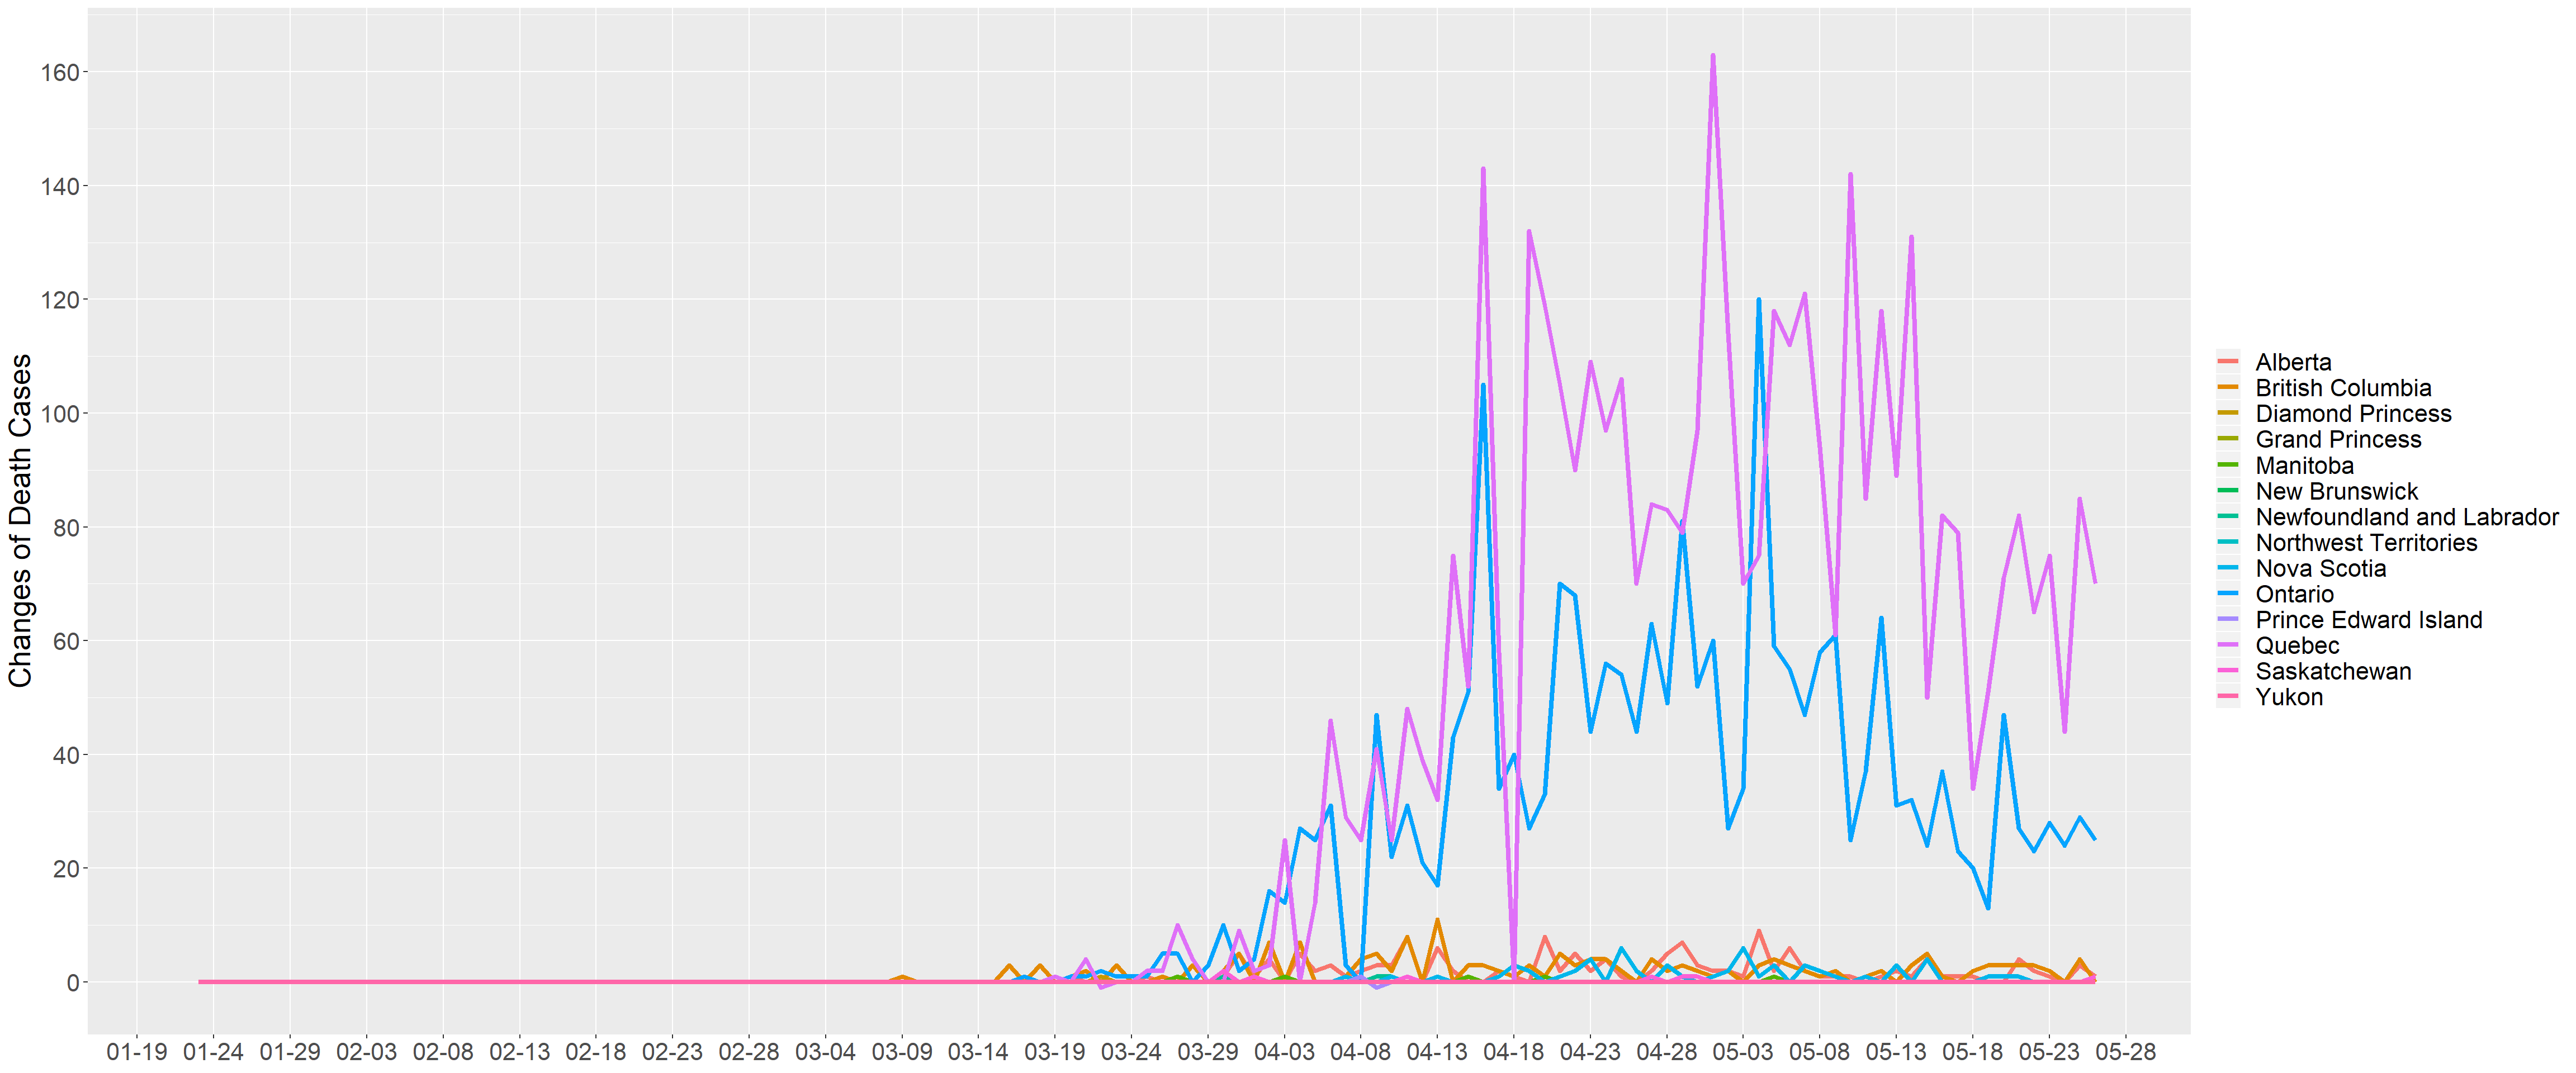 Changes of Death Cases
160
140
120
100
80
60
40
20
0
01-19 01-24 01-29 02-03 02-08 02-13 02-18 02-23 02-28 03-04 03-09 03-14 03-19 03-24 03-29 04-03 04-08 04-13 04-18 04-23 04-28 05-03 05-08 05-13 05-18 05-23 05-28
Alberta
British Columbia
Diamond Princess
Grand Princess
Manitoba
New Brunswick
Newfoundland and Labrador
Northwest Territories
Nova Scotia
Ontario
Prince Edward Island
Quebec
Saskatchewan
Yukon